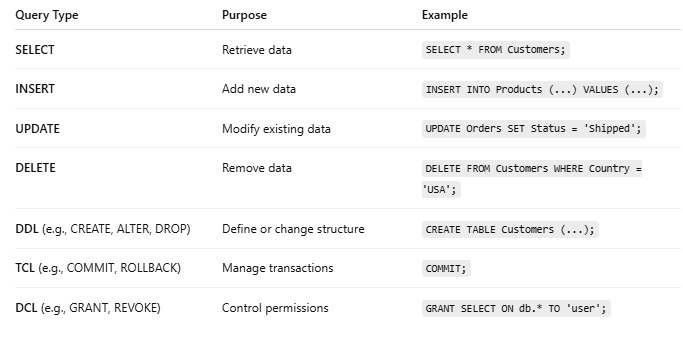 Query Type Purpose Example
SELECT Retrieve data SELECT * FROM Customers;
INSERT Add new data INSERT INTO Products (...) VALUES (...);
UPDATE Modify existing data UPDATE Orders SET Status = 'Shipped';
DELETE Remove data DELETE FROM Customers WHERE Country =
'USA';
DDL (e.g., CREATE, ALTER, DROP) Define or change structure CREATE TABLE Customers (...);
TCL (e.g., COMMIT, ROLLBACK) Manage transactions COMMIT;
DCL (e.g., GRANT, REVOKE) Control permissions GRANT SELECT ON db.* TO 'user';